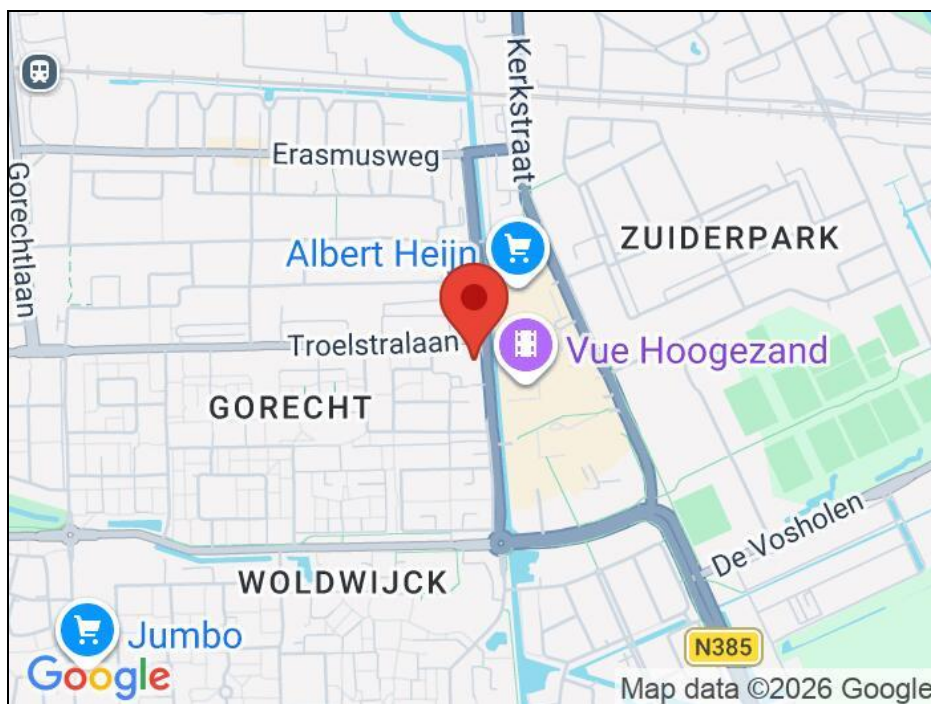 Kerkstraat
Erasmusweg
Gorechtlaan
ZUIDERPARK
Albert Heijn
Troelstralaan
Vue Hoogezand
GORECHT
De Vosholen
WOLDWIJCK
Jumbo
N385
Google
Map data ©2026 Google